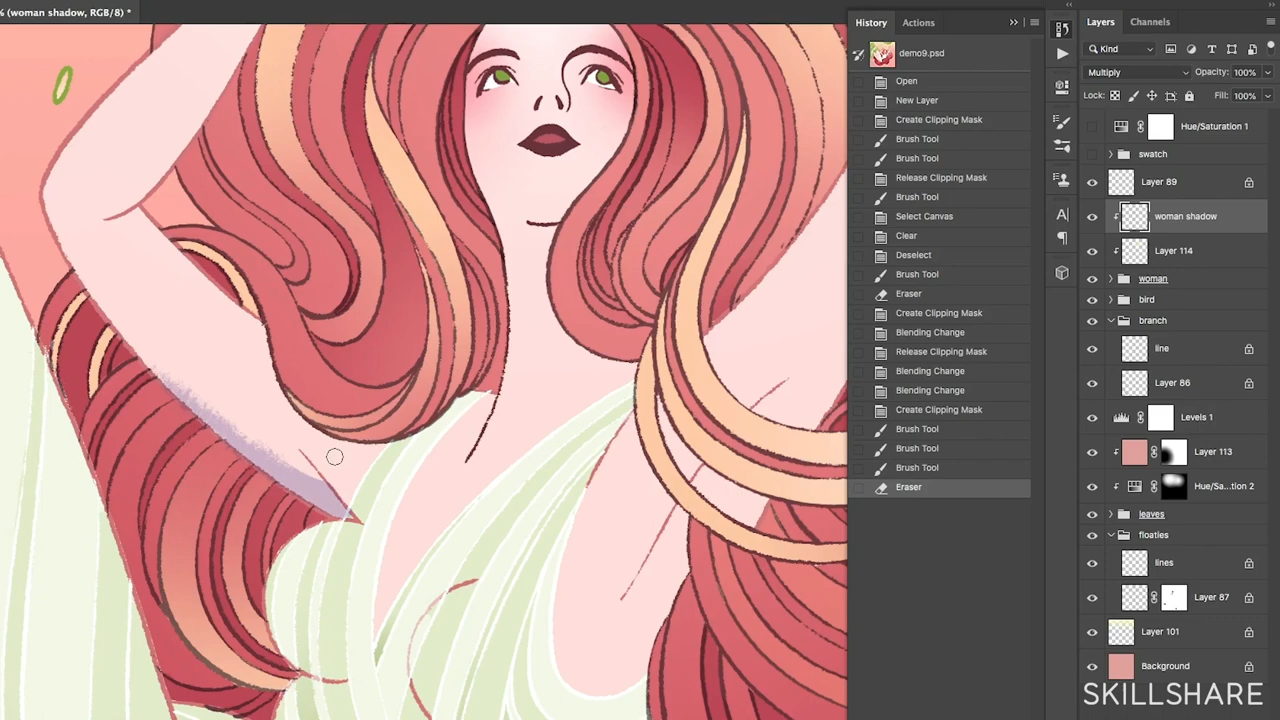 % (woman shadow, RGB/8) *
History
Actions
demo9.psd
Open
New Layer
Create Clipping Mask
Brush Tool
Brush Tool
Release Clipping Mask
Brush Tool
Select Canvas
Clear
Deselect
Brush Tool
Eraser
Create Clipping Mask
Blending Change
Release Clipping Mask
Blending Change
Blending Change
Create Clipping Mask
Brush Tool
Brush Tool
Brush Tool
Eraser
Layers
Channels
Kind
Multiply
Opacity: 100%
Lock:
Fill: 100%
Hue/Saturation 1
swatch
Layer 89
woman shadow
Layer 114
woman
bird
branch
line
Layer 86
Levels 1
Layer 113
Hue/Sa...tion 2
leaves
floaties
lines
Layer 87
Layer 101
Background
SKILLSHARE